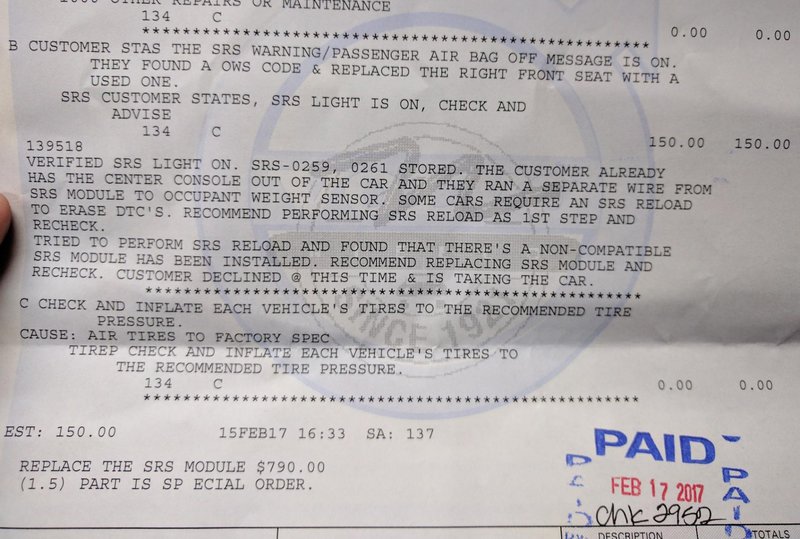 1000 OTHER REPAIRS OR MAINTENANCE
134 C
0.00 0.00
****************************************************
B CUSTOMER STAS THE SRS WARNING/PASSENGER AIR BAG OFF MESSAGE IS ON.
THEY FOUND A OWS CODE & REPLACED THE RIGHT FRONT SEAT WITH A
USED ONE.
SRS CUSTOMER STATES, SRS LIGHT IS ON, CHECK AND
ADVISE
134 C
150.00 150.00
139518
VERIFIED SRS LIGHT ON. SRS-0259, 0261 STORED. THE CUSTOMER ALREADY
HAS THE CENTER CONSOLE OUT OF THE CAR AND THEY RAN A SEPARATE WIRE FROM
SRS MODULE TO OCCUPANT WEIGHT SENSOR. SOME CARS REQUIRE AN SRS RELOAD
TO ERASE DTC'S. RECOMMEND PERFORMING SRS RELOAD AS 1ST STEP AND
RECHECK.
TRIED TO PERFORM SRS RELOAD AND FOUND THAT THERE'S A NON-COMPATIBLE
SRS MODULE HAS BEEN INSTALLED. RECOMMEND REPLACING SRS MODULE AND
RECHECK. CUSTOMER DECLINED @ THIS TIME & IS TAKING THE CAR.
****************************************************
C CHECK AND INFLATE EACH VEHICLE'S TIRES TO THE RECOMMENDED TIRE
PRESSURE.
CAUSE: AIR TIRES TO FACTORY SPEC
TIREP CHECK AND INFLATE EACH VEHICLE'S TIRES TO
THE RECOMMENDED TIRE PRESSURE.
134 C
0.00 0.00
****************************************************
SINCE
EST: 150.00 15FEB17 16:33 SA: 137
REPLACE THE SRS MODULE $790.00
(1.5) PART IS SP ECIAL ORDER.
PAID
FEB 17 2017
PAID
Chk 2952
DESCRIPTION
TOTALS